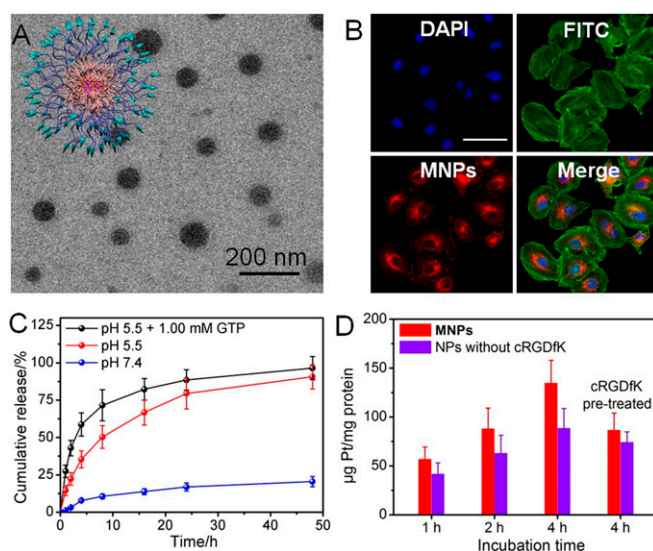 A
200 nm
B
DAPI
FITC
MNPs
Merge
C
Cumulative release/%
125
100
75
50
25
0
pH 5.5 + 1.00 mM GTP
pH 5.5
pH 7.4
0 10 20 30 40 50
Time/h
D
µg Pt/mg protein
200
150
100
50
0
MNPs
NPs without cRGDfK
cRGDfK
pre-treated
1 h 2 h 4 h 4 h
Incubation time